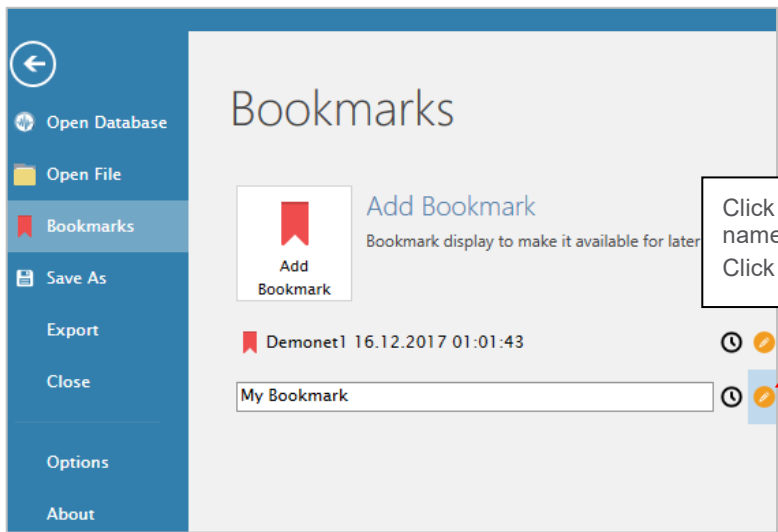 Open Database
Open File
Bookmarks
Save As
Export
Close
Options
About
Bookmarks
Add
Bookmark
Add Bookmark
Bookmark display to make it available for later
Click
name
Click
Demonet1 16.12.2017 01:01:43
My Bookmark